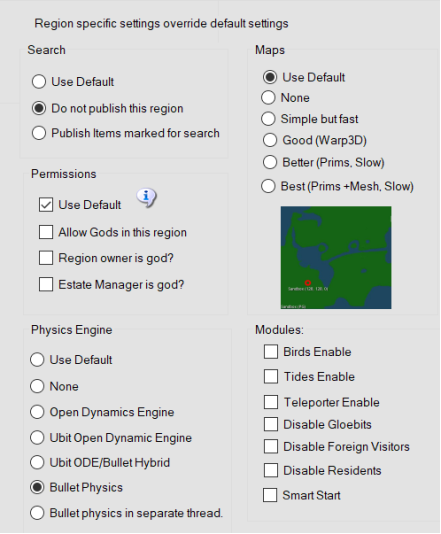 Region specific settings override default settings
Search
Use Default
Do not publish this region
Publish Items marked for search
Permissions
Use Default
Allow Gods in this region
Region owner is god?
Estate Manager is god?
Physics Engine
Use Default
None
Open Dynamics Engine
Ubit Open Dynamic Engine
Ubit ODE/Bullet Hybrid
Bullet Physics
Bullet physics in separate thread.
Maps
Use Default
None
Simple but fast
Good (Warp3D)
Better (Prims, Slow)
Best (Prims +Mesh, Slow)
Modules:
Birds Enable
Tides Enable
Teleporter Enable
Disable Gloebits
Disable Foreign Visitors
Disable Residents
Smart Start